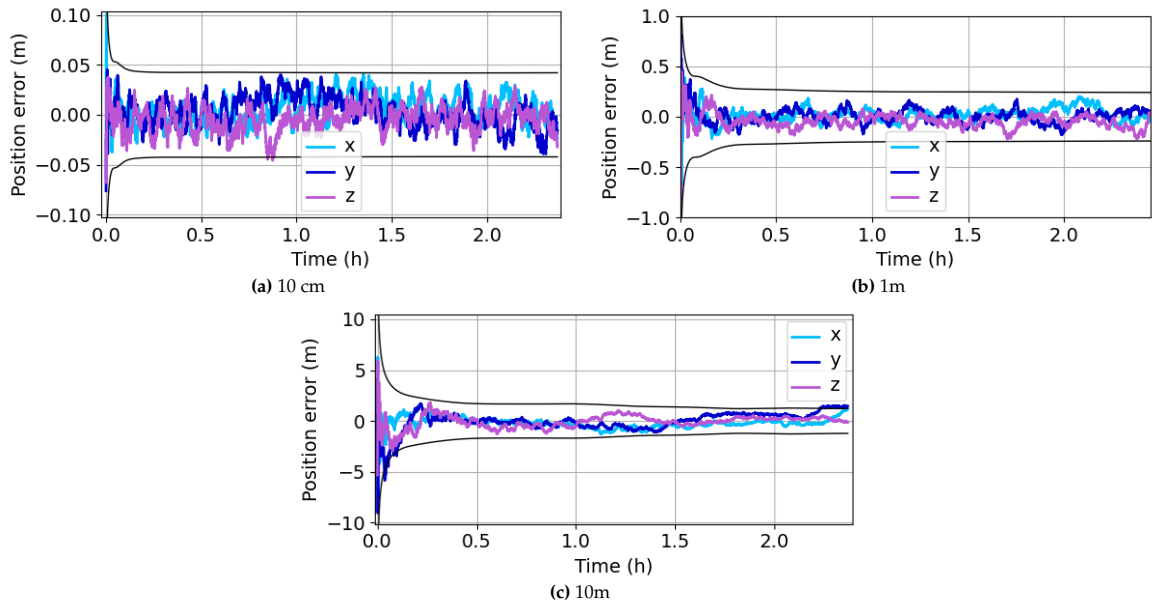 0.10
0.05
0.00
−0.05
−0.10
Position error (m)
x
y
z
0.0 0.5 1.0 1.5 2.0
Time (h)
(a) 10 cm
1.0
0.5
0.0
−0.5
−1.0
Position error (m)
x
y
z
0.0 0.5 1.0 1.5 2.0
Time (h)
(b) 1m
10
5
0
−5
−10
Position error (m)
x
y
z
0.0 0.5 1.0 1.5 2.0
Time (h)
(c) 10m